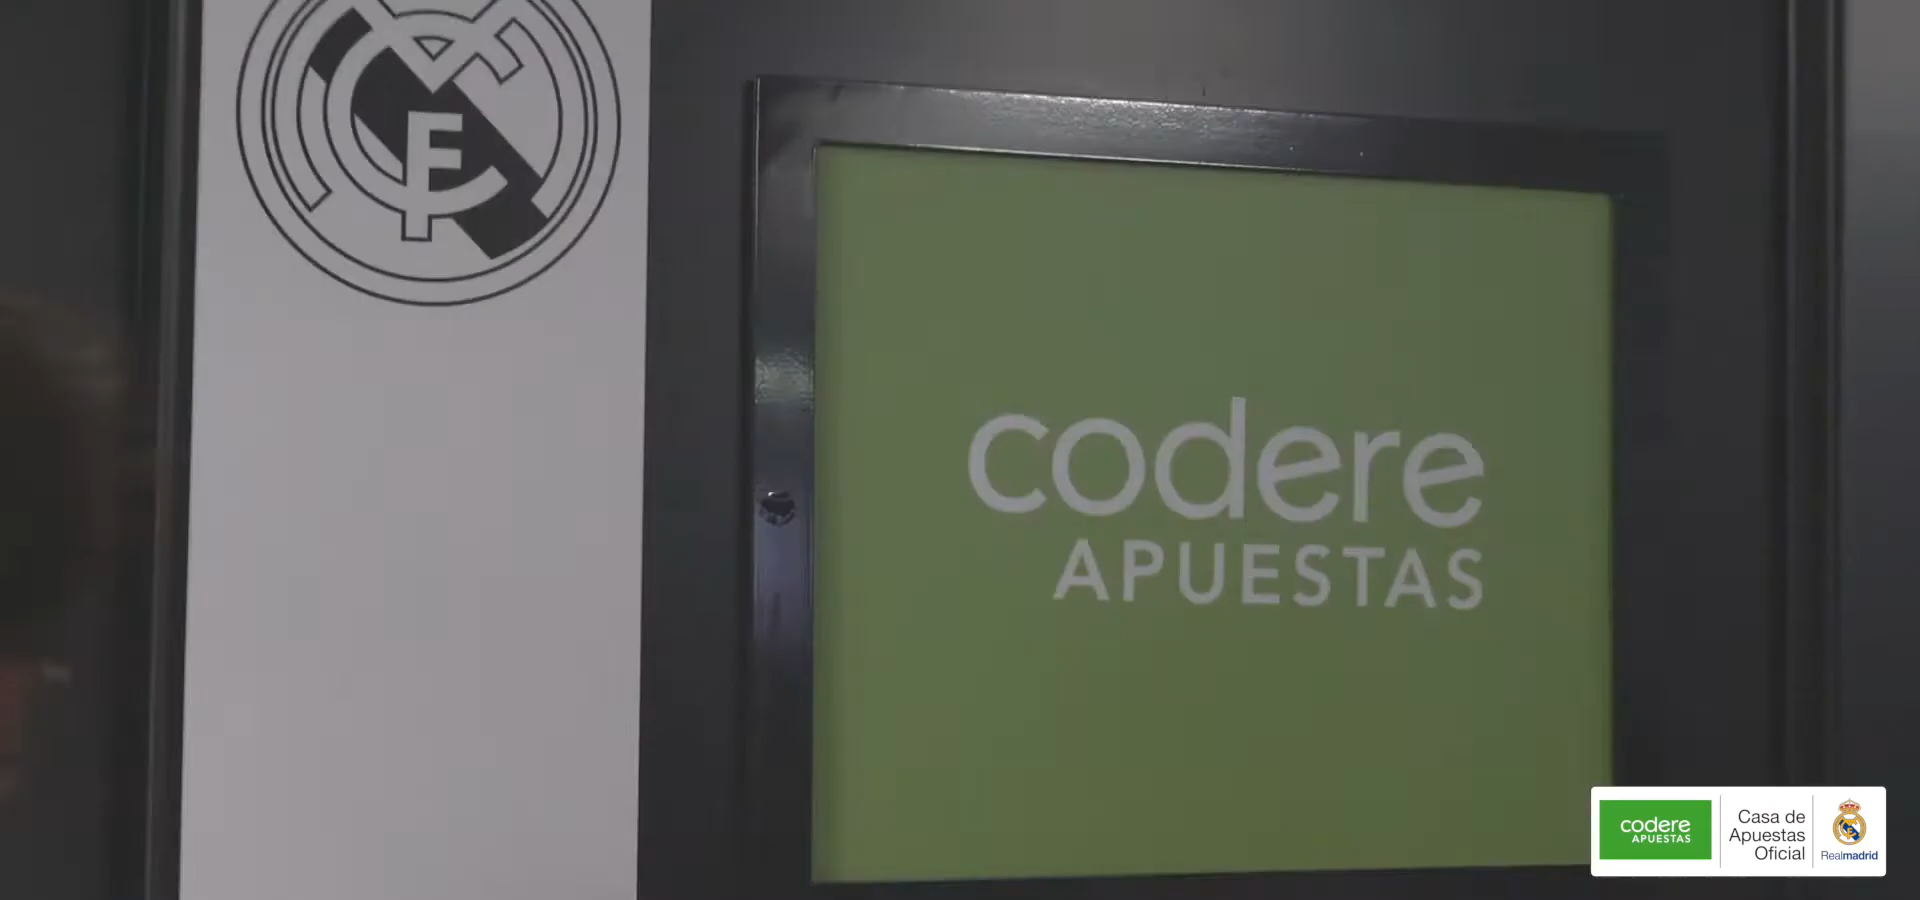 codere
APUESTAS
codere
APUESTAS
Casa de
Apuestas
Oficial
Realmadrid